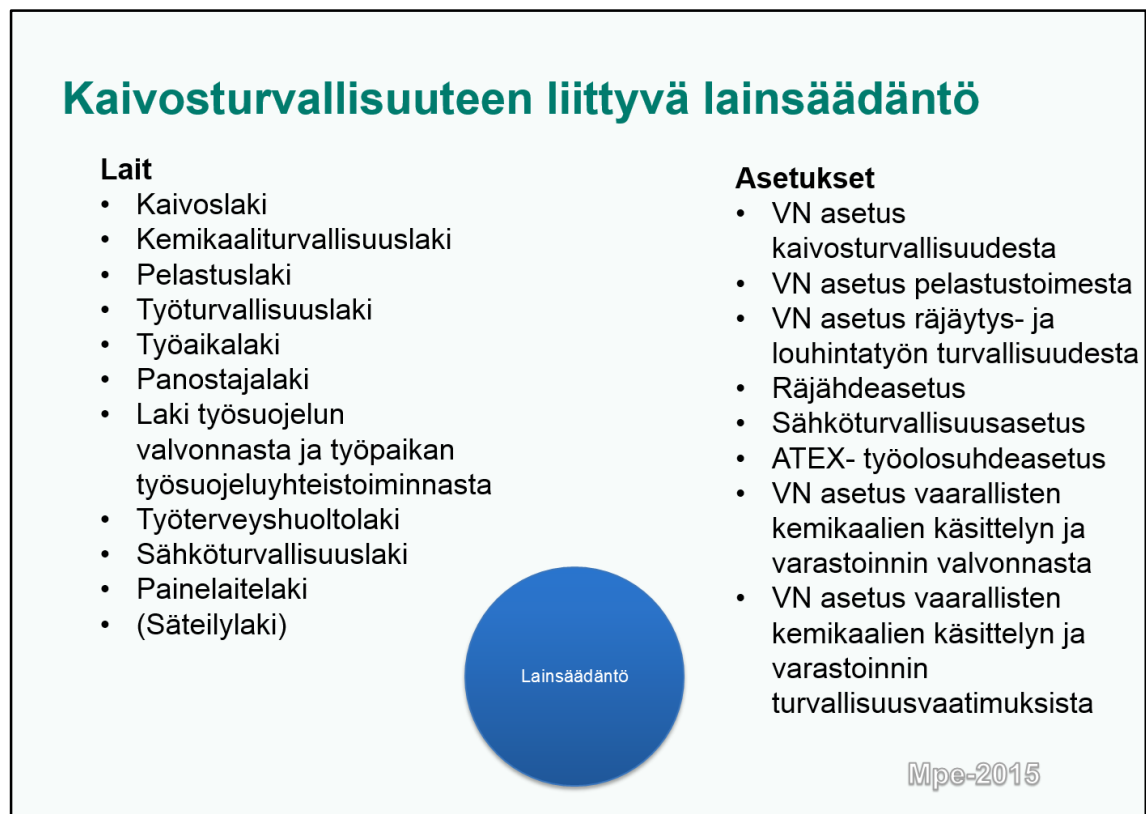 Kaivosturvallisuuteen liittyvä lainsäädäntö
Lait
• Kaivoslaki
• Kemikaaliturvallisuuslaki
• Pelastuslaki
• Työturvallisuuslaki
• Työaikalaki
• Panostajalaki
• Laki työsuojelun
valvonnasta ja työpaikan
työsuojeluyhteistoiminnasta
• Työterveyshuoltolaki
• Sähköturvallisuuslaki
• Painelaitelaki
• (Säteilylaki)
Asetukset
• VN asetus
kaivosturvallisuudesta
• VN asetus pelastustoimesta
• VN asetus räjäytys- ja
louhintatyön turvallisuudesta
• Räjähdeasetus
• Sähköturvallisuusasetus
• ATEX- työolosuhdeasetus
• VN asetus vaarallisten
kemikaalien käsittelyn ja
varastoinnin valvonnasta
• VN asetus vaarallisten
kemikaalien käsittelyn ja
varastoinnin
turvallisuusvaatimuksista
Lainsäädäntö
Mpe-2015